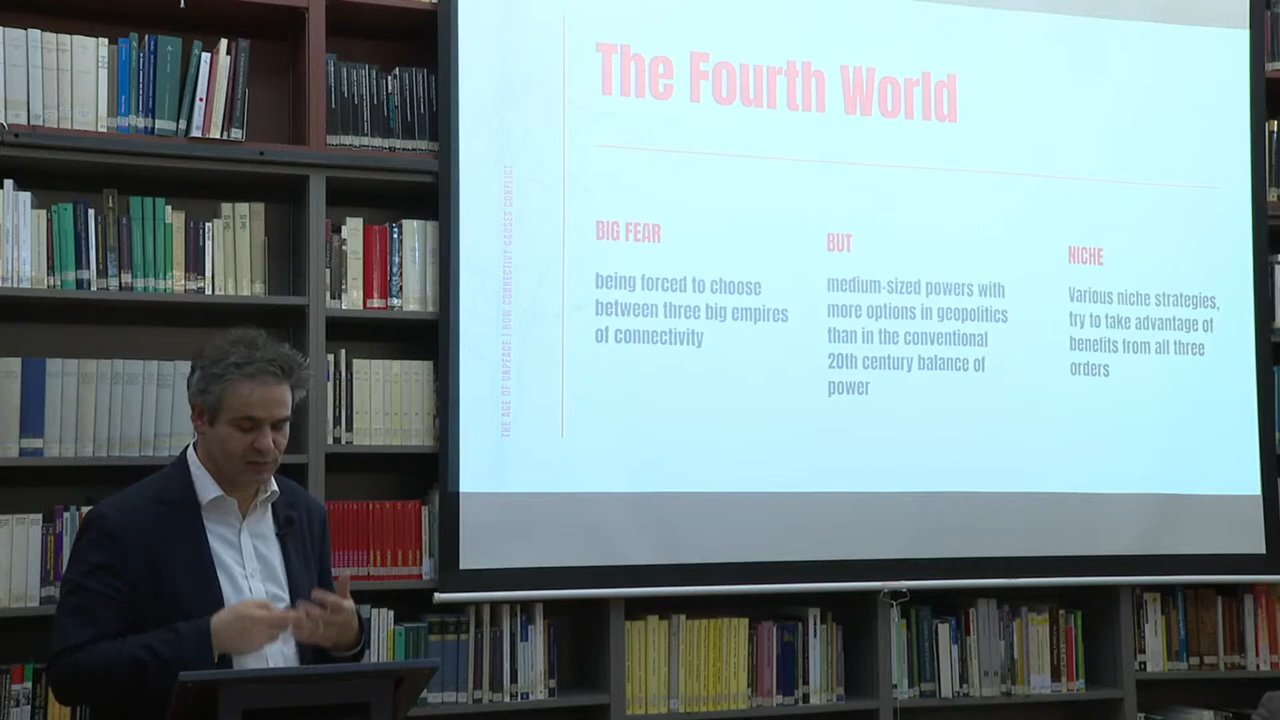 The Fourth World
THE AGE OF UNPEACE | HOW CONNECTIVITY CAUSES CONFLICT
BIG FEAR
being forced to choose
between three big empires
of connectivity
BUT
medium-sized powers with
more options in geopolitics
than in the conventional
20th century balance of
power
NICHE
Various niche strategies,
try to take advantage of
benefits from all three
orders